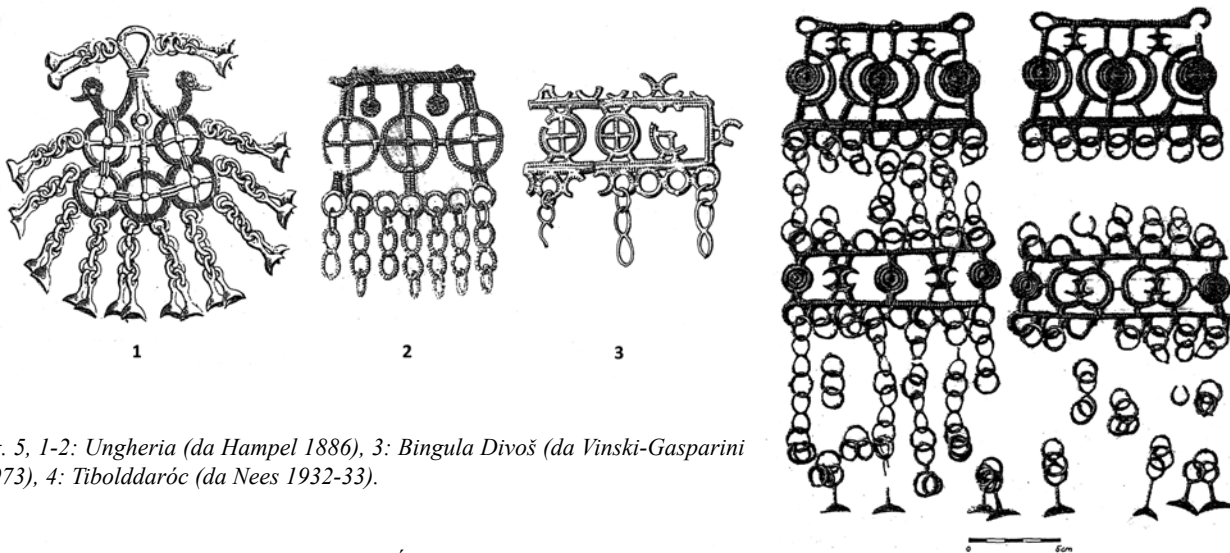 1
2
3
. 5, 1-2: Ungheria (da Hampel 1886), 3: Bingula Divoš (da Vinski-Gasparini
973), 4: Tibolddaróc (da Nees 1932-33).
0 5cm